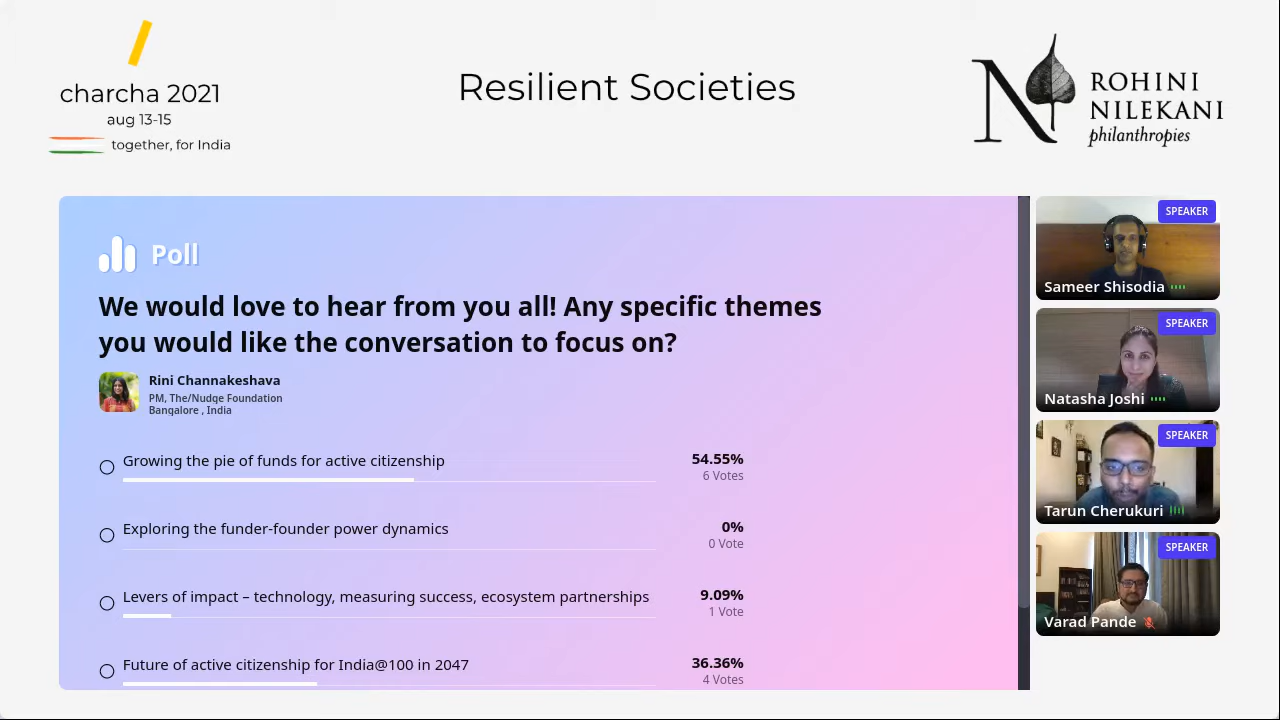 charcha 2021
aug 13-15
together, for India
Resilient Societies
N
ROHINI
NILEKANI
philanthropies
Poll
We would love to hear from you all! Any specific themes
you would like the conversation to focus on?
Rini Channakeshava
PM, The/Nudge Foundation
Bangalore , India
Growing the pie of funds for active citizenship
54.55%
6 Votes
Exploring the funder-founder power dynamics
0%
0 Vote
Levers of impact – technology, measuring success, ecosystem partnerships
9.09%
1 Vote
Future of active citizenship for India@100 in 2047
36.36%
4 Votes
SPEAKER
Sameer Shisodia
SPEAKER
Natasha Joshi
SPEAKER
Tarun Cherukuri
SPEAKER
Varad Pande